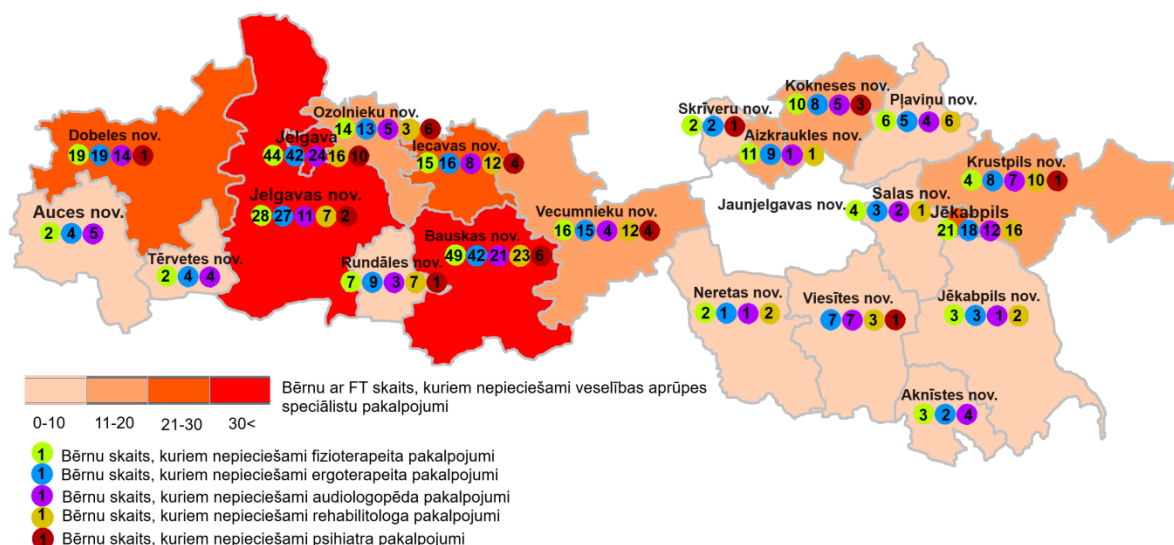 Kokneses nov.
10 8 5 3
Pļaviņu nov.
6 5 4 6
Skrīveru nov.
2 2 1
Aizkraukles nov.
11 9 1 1
Ozolnieku nov.
14 13 5 3 6
Dobeles nov.
19 19 14 1
Jelgava
44 42 24 16 10
Iecavas nov.
15 16 8 12 4
Krustpils nov.
4 8 7 10 1
Jelgavas nov.
28 27 11 7 2
Salas nov.
4 3 2 1
Jaunjelgavas nov.
Jēkabpils
21 18 12 16
Auces nov.
2 4 5
Vecumnieku nov.
16 15 4 12 4
Bauskas nov.
49 42 21 23 6
Tērvetes nov.
2 4 4
Rundāles nov.
7 9 3 7 1
Neretas nov.
2 1 1 2
Viesītes nov.
7 7 3 1
Jēkabpils nov.
3 3 1 2
Aknīstes nov.
3 2 4
Bērnu ar FT skaits, kuriem nepieciešami veselības aprūpes
speciālistu pakalpojumi
0-10 11-20 21-30 30<
1 Bērnu skaits, kuriem nepieciešami fizioterapeita pakalpojumi
1 Bērnu skaits, kuriem nepieciešami ergoterapeita pakalpojumi
1 Bērnu skaits, kuriem nepieciešami audiologopēda pakalpojumi
1 Bērnu skaits, kuriem nepieciešami rehabilitologa pakalpojumi
1 Bērnu skaits, kuriem nepieciešami psihiatra pakalpojumi